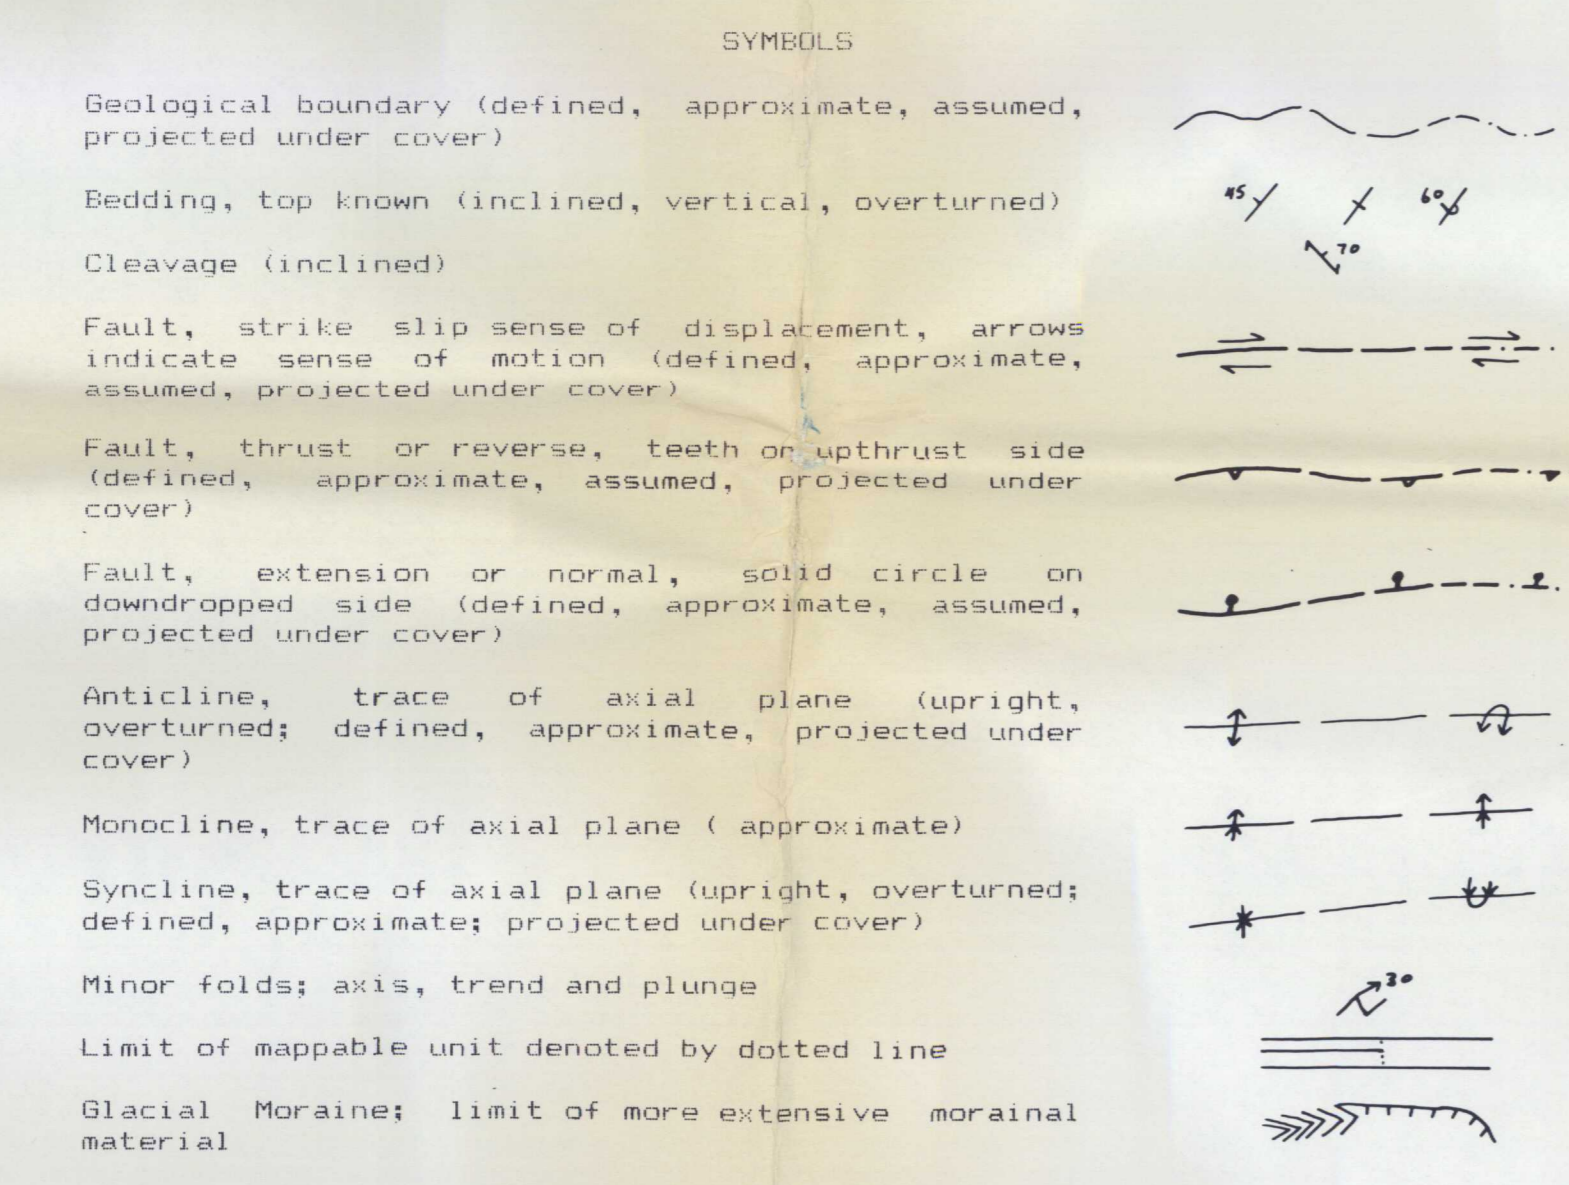 SYMBOLS
Geological boundary (defined, approximate, assumed,
projected under cover)
Bedding, top known (inclined, vertical, overturned)
45 60
Cleavage (inclined)
70
Fault, strike slip sense of displacement, arrows
indicate sense of motion (defined, approximate,
assumed, projected under cover)
Fault, thrust or reverse, teeth on upthrust side
(defined, approximate, assumed, projected under
cover)
Fault, extension or normal, solid circle on
downdropped side (defined, approximate, assumed,
projected under cover)
Anticline, trace of axial plane (upright,
overturned; defined, approximate, projected under
cover)
Monocline, trace of axial plane ( approximate)
Syncline, trace of axial plane (upright, overturned;
defined, approximate; projected under cover)
Minor folds; axis, trend and plunge
30
Limit of mappable unit denoted by dotted line
Glacial Moraine; limit of more extensive morainal
material